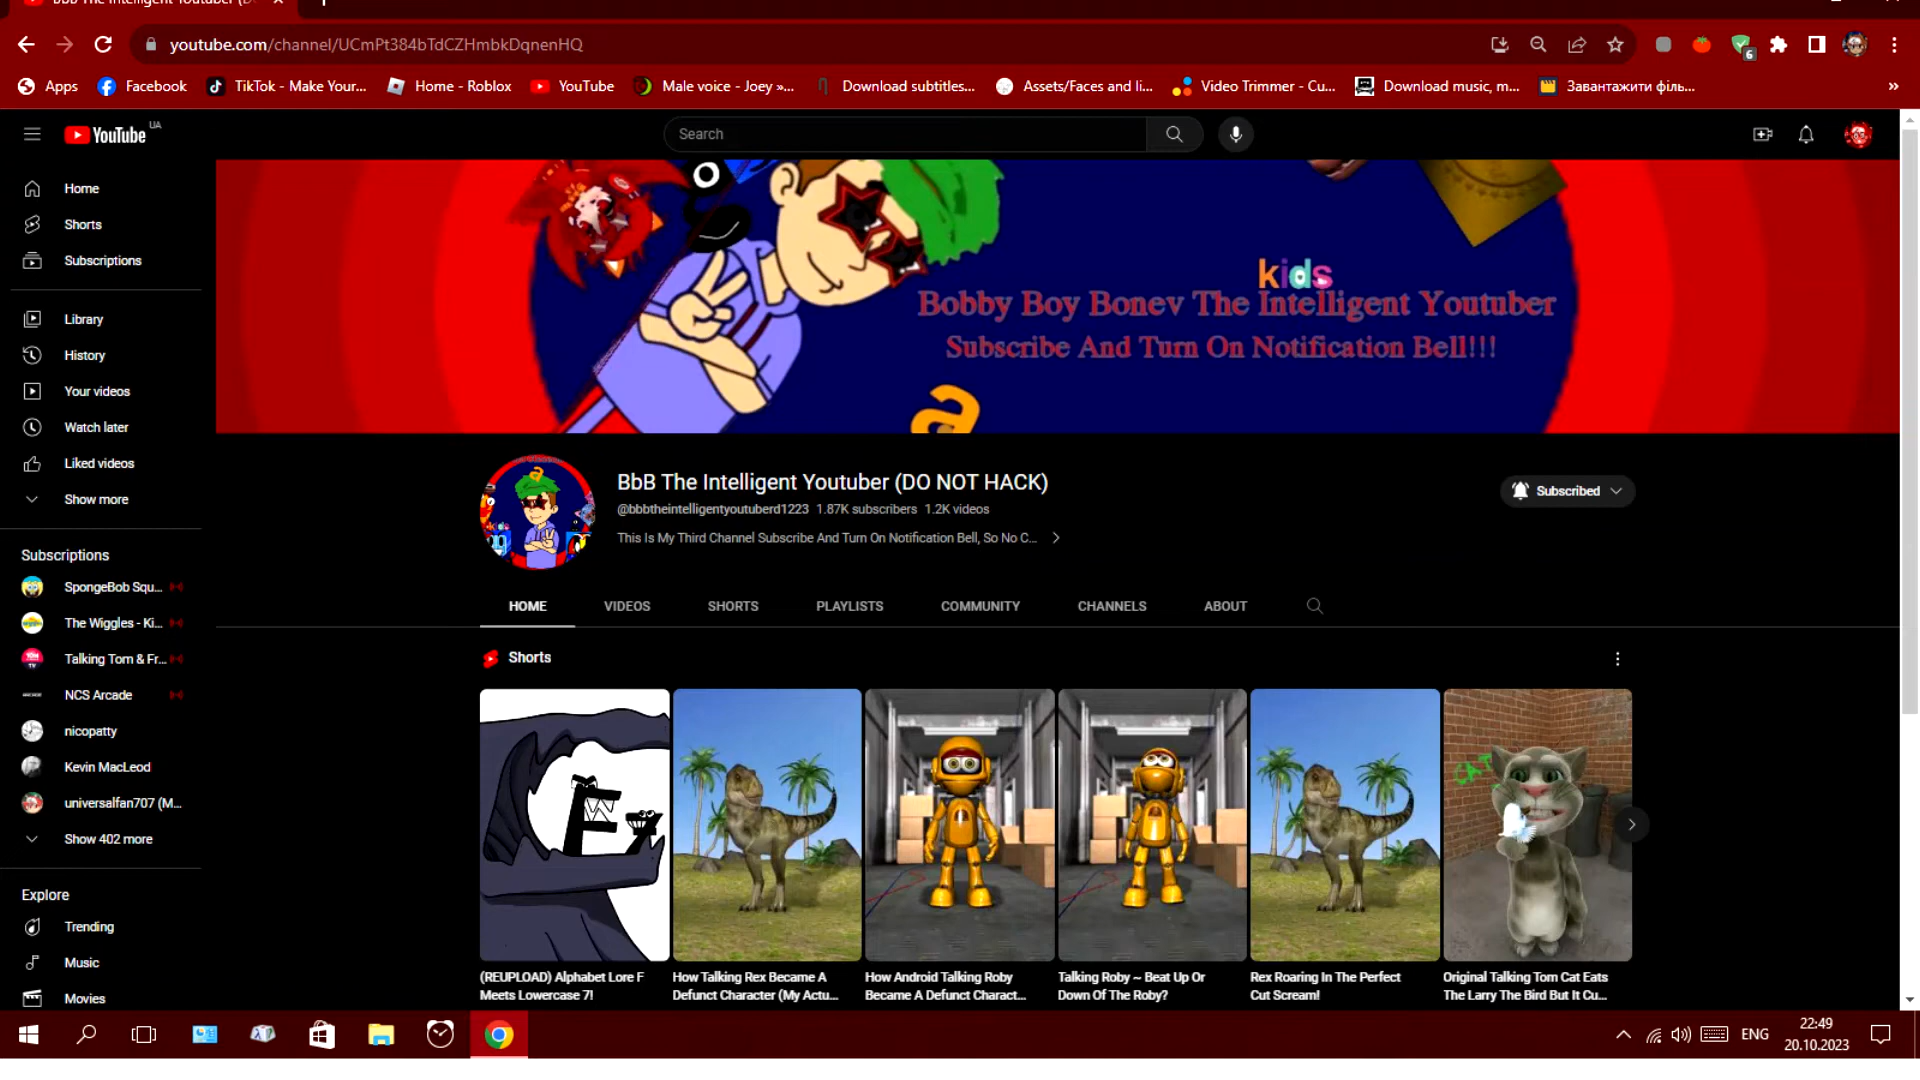 BbB The Intelligent Youtuber (D
youtube.com/channel/UCmPt384bTdCZHmbkDqnenHQ
6
Apps Facebook TikTok - Make Your... Home - Roblox YouTube Male voice - Joey »... Download subtitles... Assets/Faces and li... Video Trimmer - Cu... Download music, m... Завантажити філь... »
YouTube UA
Search
Home
Shorts
Subscriptions
Library
History
Your videos
Watch later
Liked videos
Show more
Subscriptions
SpongeBob Squ...
The Wiggles - Ki...
Talking Tom & Fr...
NCS Arcade
nicopatty
Kevin MacLeod
universalfan707 (M...
Show 402 more
Explore
Trending
Music
Movies
kids
Bobby Boy Bonev The Intelligent Youtuber
Subscribe And Turn On Notification Bell!!!
a
BbB The Intelligent Youtuber (DO NOT HACK)
@bbbtheintelligentyoutuberd1223 1.87K subscribers 1.2K videos
This Is My Third Channel Subscribe And Turn On Notification Bell, So No C...
Subscribed
HOME VIDEOS SHORTS PLAYLISTS COMMUNITY CHANNELS ABOUT
Shorts
F
CAT
(REUPLOAD) Alphabet Lore F
Meets Lowercase 7!
How Talking Rex Became A
Defunct Character (My Actu...
How Android Talking Roby
Became A Defunct Charact...
Talking Roby ~ Beat Up Or
Down Of The Roby?
Rex Roaring In The Perfect
Cut Scream!
Original Talking Tom Cat Eats
The Larry The Bird But It Cu...
ENG
22:49
20.10.2023